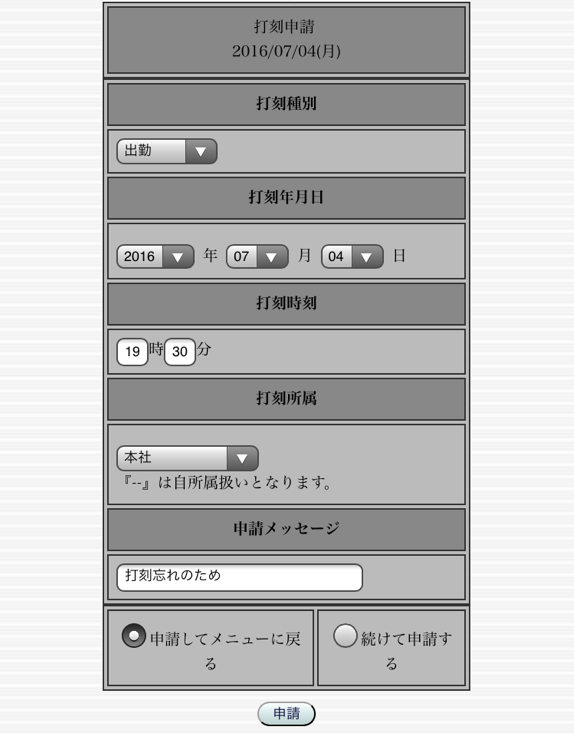 打刻申請
2016/07/04(月)
打刻種別
出勤
打刻年月日
2016 年 07 月 04 日
打刻時刻
19 時 30 分
打刻所属
本社
『--』は自所属扱いとなります。
申請メッセージ
打刻忘れのため
申請してメニューに戻
る
続けて申請す
る
申請